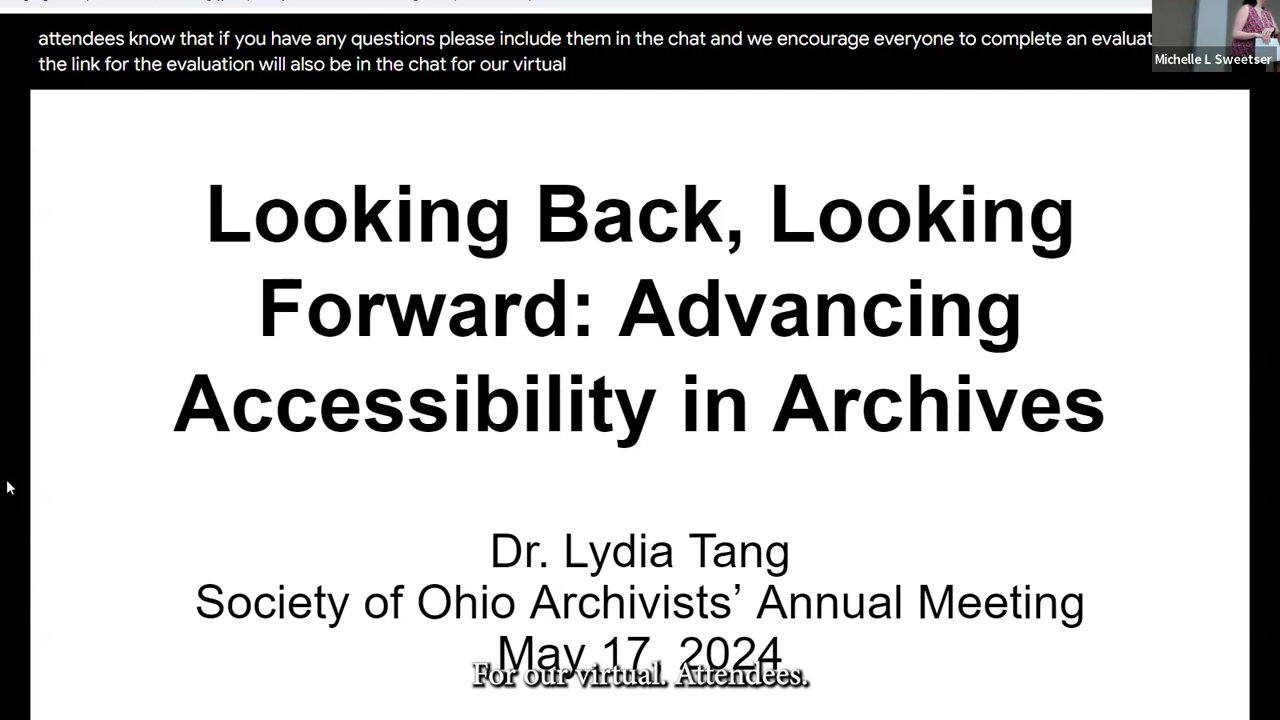 attendees know that if you have any questions please include them in the chat and we encourage everyone to complete an evaluat
the link for the evaluation will also be in the chat for our virtual
Michelle L Sweetser
Looking Back, Looking
Forward: Advancing
Accessibility in Archives
Dr. Lydia Tang
Society of Ohio Archivists’ Annual Meeting
May 17, 2024
For our virtual. Attendees.